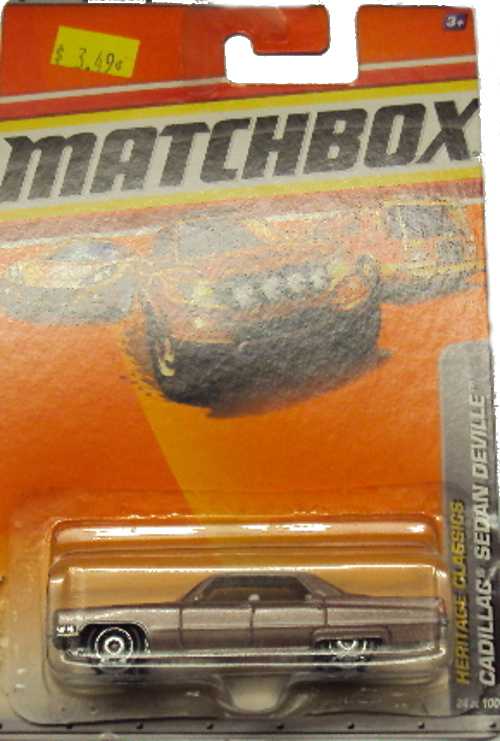 3+
$ 3.49¢
MATCHBOX
HERITAGE CLASSICS
CADILLAC® SEDAN DEVILLE™